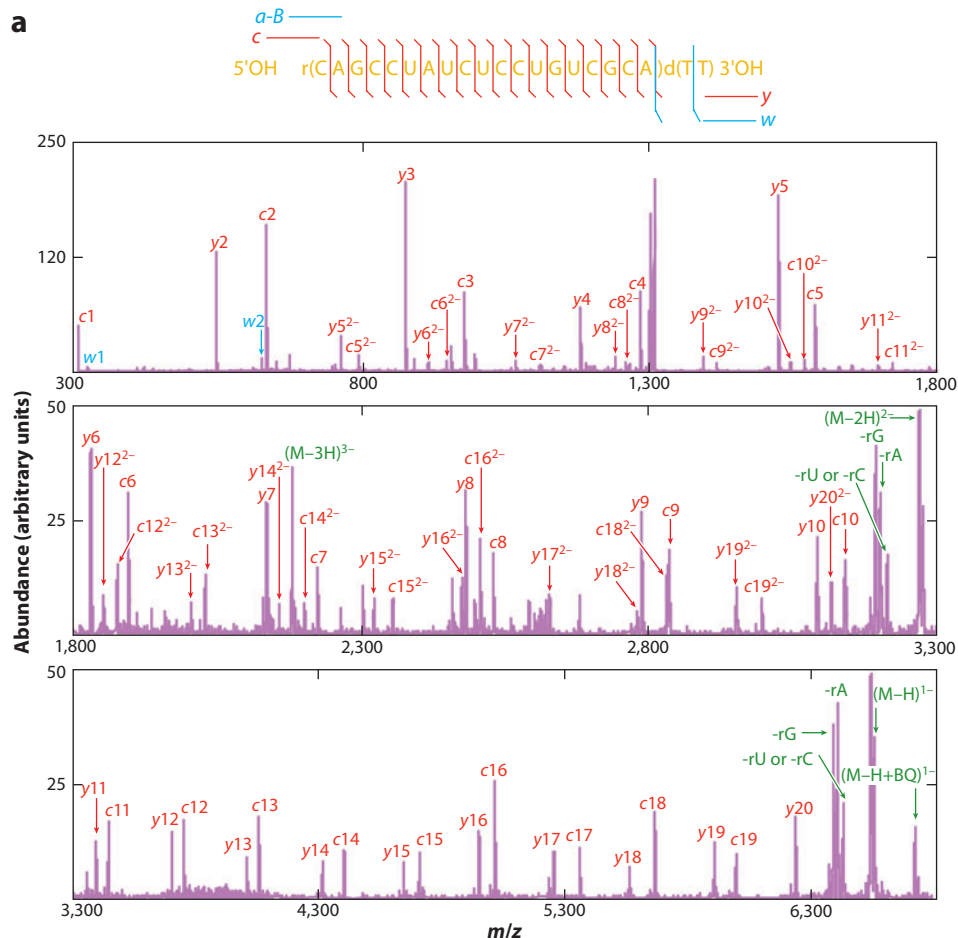 a
a-B
c
5'OH r(CAGCCUAUCUCCUGUCGCA)d(TT) 3'OH
y
w
Abundance (arbitrary units)
250
120
c1
w1
y2
w2
c2
y5²⁻
c5²⁻
y3
y6²⁻
c6²⁻
c3
y7²⁻
c7²⁻
y4
y8²⁻
c8²⁻
c4
y9²⁻
c9²⁻
y5
y10²⁻
c10²⁻
c5
y11²⁻
c11²⁻
300 800 1,300 1,800
50
25
y6
y12²⁻
c12²⁻
c6
y13²⁻
c13²⁻
y7
y14²⁻
(M–3H)³⁻
c14²⁻
c7
y15²⁻
c15²⁻
y16²⁻
y8
c16²⁻
c8
y17²⁻
y18²⁻
y9
c18²⁻
c9
y19²⁻
c19²⁻
y10
y20²⁻
c10
(M–2H)²⁻
-rG
-rA
-rU or -rC
1,800 2,300 2,800 3,300
50
25
y11
c11
y12
c12
y13
c13
y14
c14
y15
c15
y16
c16
y17
c17
y18
c18
y19
c19
y20
-rG
-rA
-rU or -rC
(M–H)¹⁻
(M–H+BQ)¹⁻
3,300 4,300 5,300 6,300
m/z